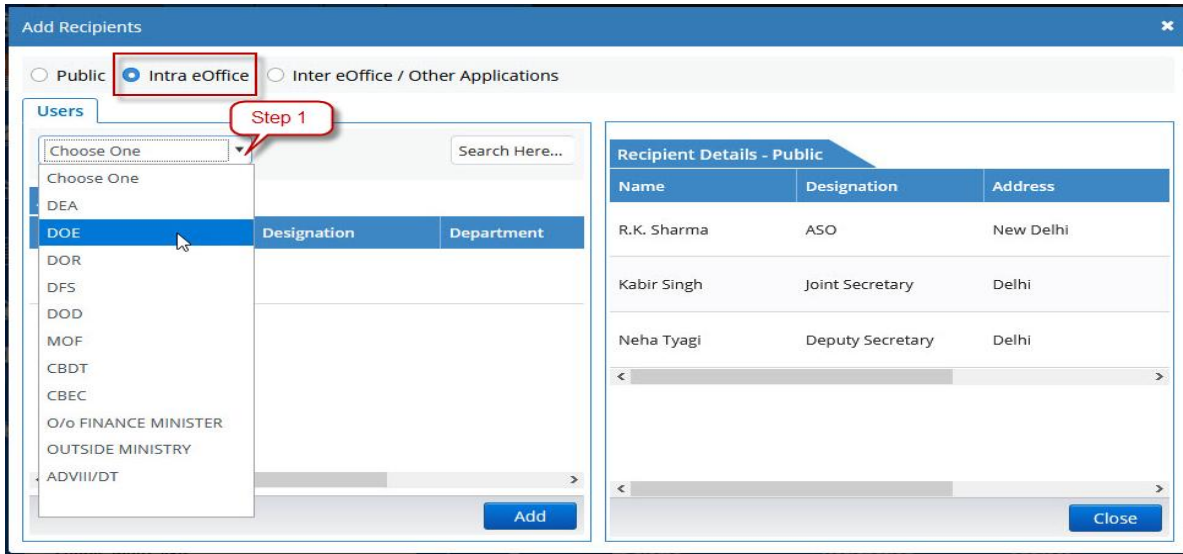 Add Recipients
Public Intra eOffice Inter eOffice / Other Applications
Users
Step 1
Choose One
Search Here...
Choose One
DEA
DOE
DOR
DFS
DOD
MOF
CBDT
CBEC
O/o FINANCE MINISTER
OUTSIDE MINISTRY
ADVIII/DT
Designation Department
Add
Recipient Details - Public
Name Designation Address
R.K. Sharma ASO New Delhi
Kabir Singh Joint Secretary Delhi
Neha Tyagi Deputy Secretary Delhi
Close